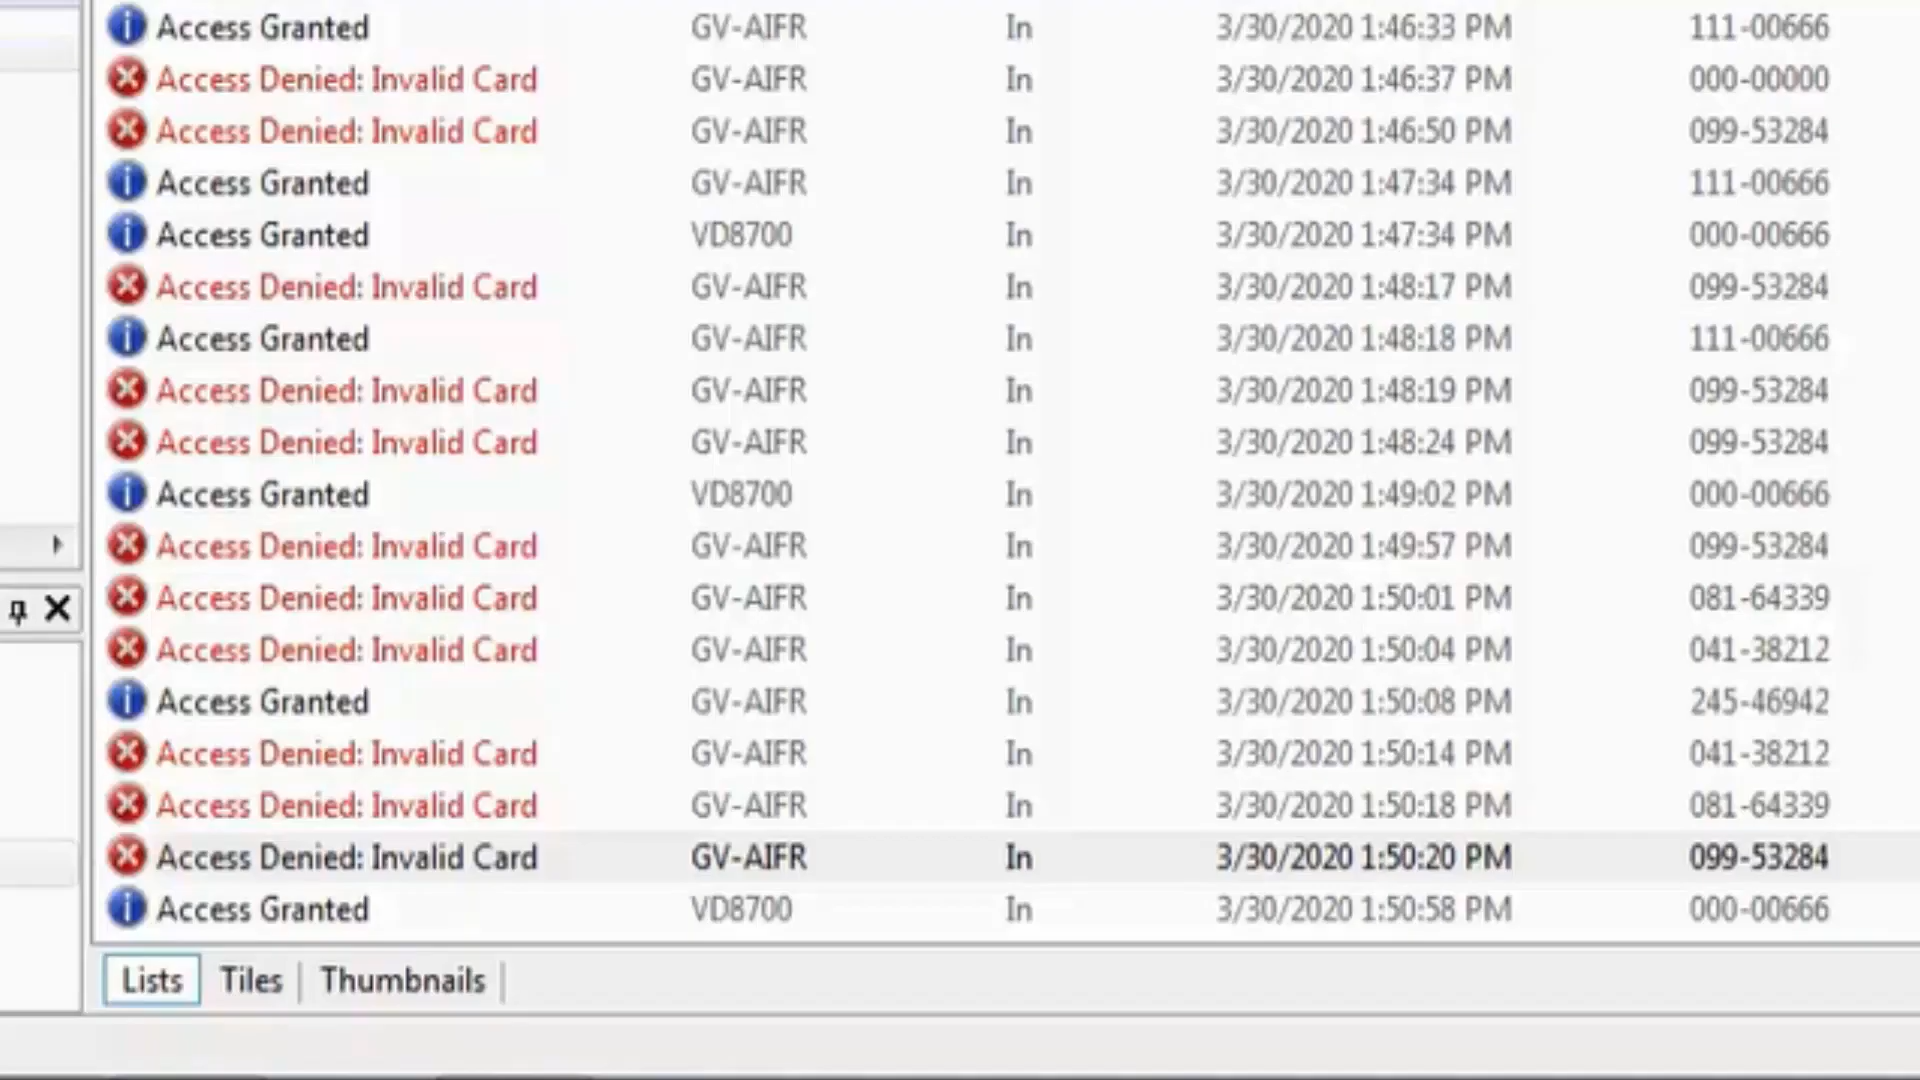 Access Granted GV-AIFR In 3/30/2020 1:46:33 PM 111-00666
Access Denied: Invalid Card GV-AIFR In 3/30/2020 1:46:37 PM 000-00000
Access Denied: Invalid Card GV-AIFR In 3/30/2020 1:46:50 PM 099-53284
Access Granted GV-AIFR In 3/30/2020 1:47:34 PM 111-00666
Access Granted VD8700 In 3/30/2020 1:47:34 PM 000-00666
Access Denied: Invalid Card GV-AIFR In 3/30/2020 1:48:17 PM 099-53284
Access Granted GV-AIFR In 3/30/2020 1:48:18 PM 111-00666
Access Denied: Invalid Card GV-AIFR In 3/30/2020 1:48:19 PM 099-53284
Access Denied: Invalid Card GV-AIFR In 3/30/2020 1:48:24 PM 099-53284
Access Granted VD8700 In 3/30/2020 1:49:02 PM 000-00666
Access Denied: Invalid Card GV-AIFR In 3/30/2020 1:49:57 PM 099-53284
Access Denied: Invalid Card GV-AIFR In 3/30/2020 1:50:01 PM 081-64339
Access Denied: Invalid Card GV-AIFR In 3/30/2020 1:50:04 PM 041-38212
Access Granted GV-AIFR In 3/30/2020 1:50:08 PM 245-46942
Access Denied: Invalid Card GV-AIFR In 3/30/2020 1:50:14 PM 041-38212
Access Denied: Invalid Card GV-AIFR In 3/30/2020 1:50:18 PM 081-64339
Access Denied: Invalid Card GV-AIFR In 3/30/2020 1:50:20 PM 099-53284
Access Granted VD8700 In 3/30/2020 1:50:58 PM 000-00666
Lists Tiles Thumbnails